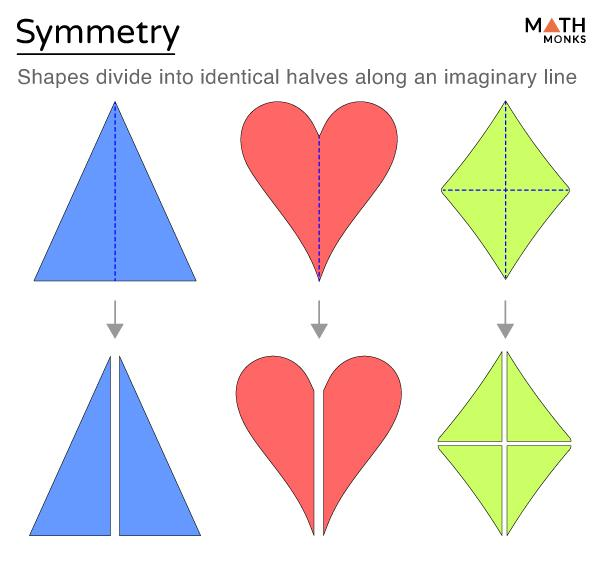 Symmetry
MATH
MONKS
Shapes divide into identical halves along an imaginary line